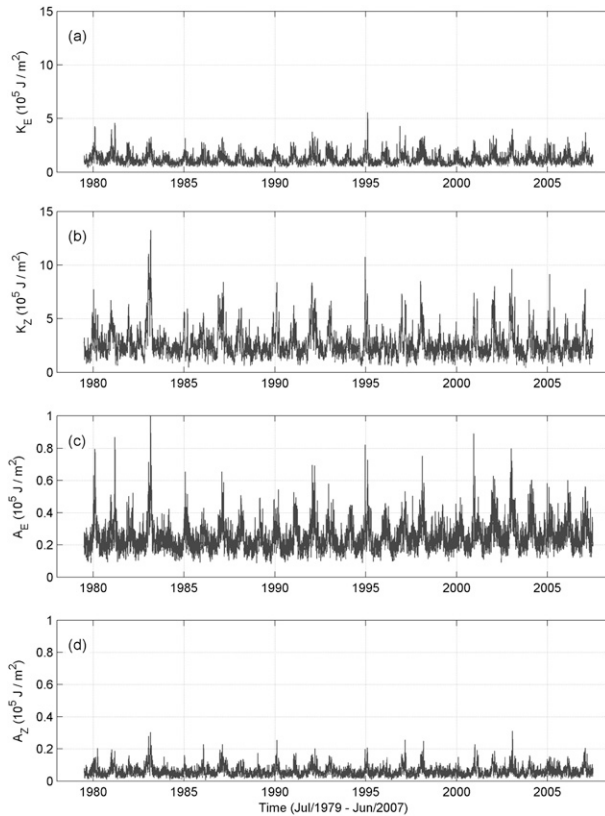 (a)
15
10
5
0
K_E (10^5 J / m^2)
1980 1985 1990 1995 2000 2005
(b)
15
10
5
0
K_Z (10^5 J / m^2)
1980 1985 1990 1995 2000 2005
(c)
1
0.8
0.6
0.4
0.2
0
A_E (10^5 J / m^2)
1980 1985 1990 1995 2000 2005
(d)
1
0.8
0.6
0.4
0.2
0
A_Z (10^5 J / m^2)
1980 1985 1990 1995 2000 2005
Time (Jul/1979 - Jun/2007)